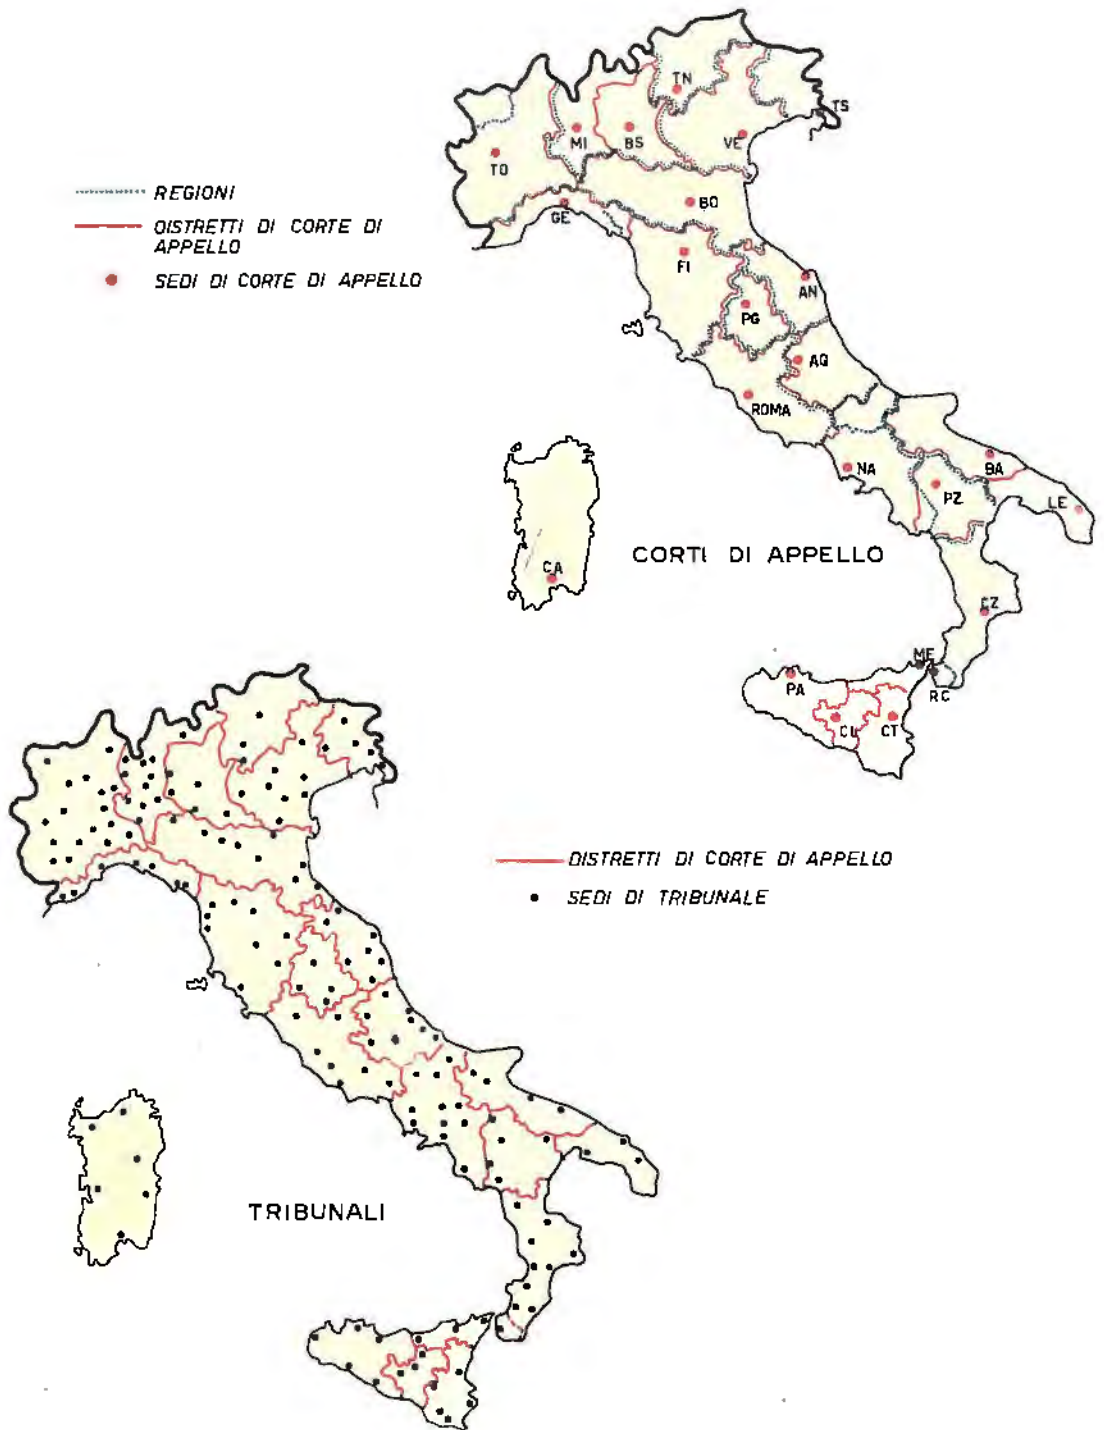 TN
TS
MI
BS
VE
TO
REGIONI
BO
GE
DISTRETTI DI CORTE DI
APPELLO
FI
SEDI DI CORTE DI APPELLO
AN
PG
AQ
ROMA
BA
NA
PZ
LE
CORTI DI APPELLO
CA
CZ
ME
PA
RC
CL
CT
DISTRETTI DI CORTE DI APPELLO
SEDI DI TRIBUNALE
TRIBUNALI